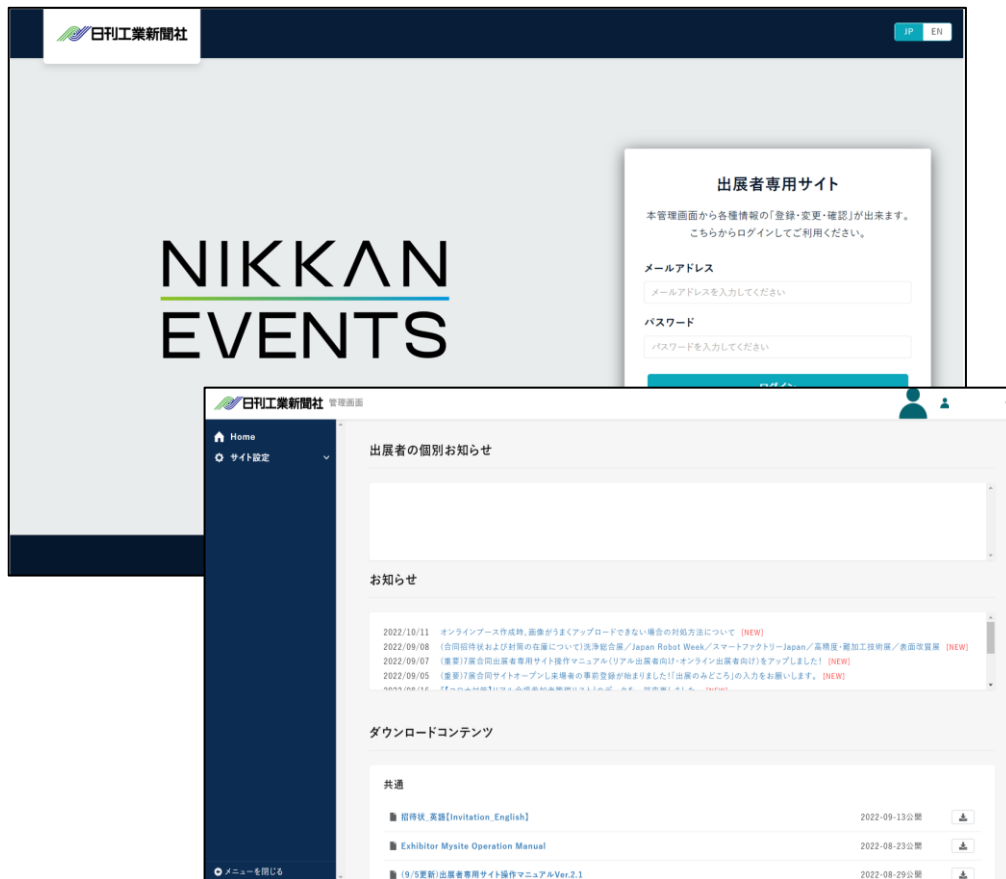 日刊工業新聞社
JP EN
NIKKAN
EVENTS
出展者専用サイト
本管理画面から各種情報の「登録・変更・確認」が出来ます。
こちらからログインしてご利用ください。
メールアドレス
メールアドレスを入力してください
パスワード
パスワードを入力してください
日刊工業新聞社 管理画面
Home
サイト設定
メニューを閉じる
出展者の個別お知らせ
お知らせ
2022/10/11 オンラインブース作成時、画像がうまくアップロードできない場合の対処方法について [NEW]
2022/09/08 (合同招待状および封筒の在庫について)洗浄総合展／Japan Robot Week／スマートファクトリーJapan／高精度・難加工技術展／表面改質展 [NEW]
2022/09/07 (重要)7展合同出展者専用サイト操作マニュアル(リアル出展者向け・オンライン出展者向け)をアップしました! [NEW]
2022/09/05 (重要)7展合同サイトオープンし来場者の事前登録が始まりました!「出展のみどころ」の入力をお願いします。 [NEW]
ダウンロードコンテンツ
共通
招待状_英語【Invitation_English】 2022-09-13公開
Exhibitor Mysite Operation Manual 2022-08-23公開
(9/5更新)出展者専用サイト操作マニュアルVer.2.1 2022-08-29公開